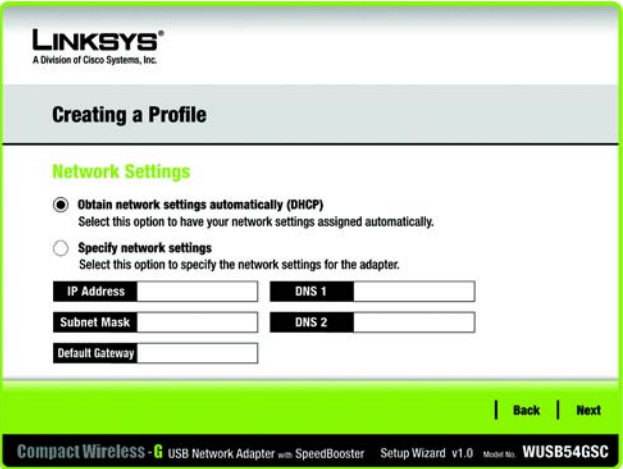 LINKSYS®
A Division of Cisco Systems, Inc.
Creating a Profile
Network Settings
Obtain network settings automatically (DHCP)
Select this option to have your network settings assigned automatically.
Specify network settings
Select this option to specify the network settings for the adapter.
IP Address DNS 1
Subnet Mask DNS 2
Default Gateway
Back Next
Compact Wireless-G USB Network Adapter with SpeedBooster Setup Wizard v1.0 Model No. WUSB54GSC